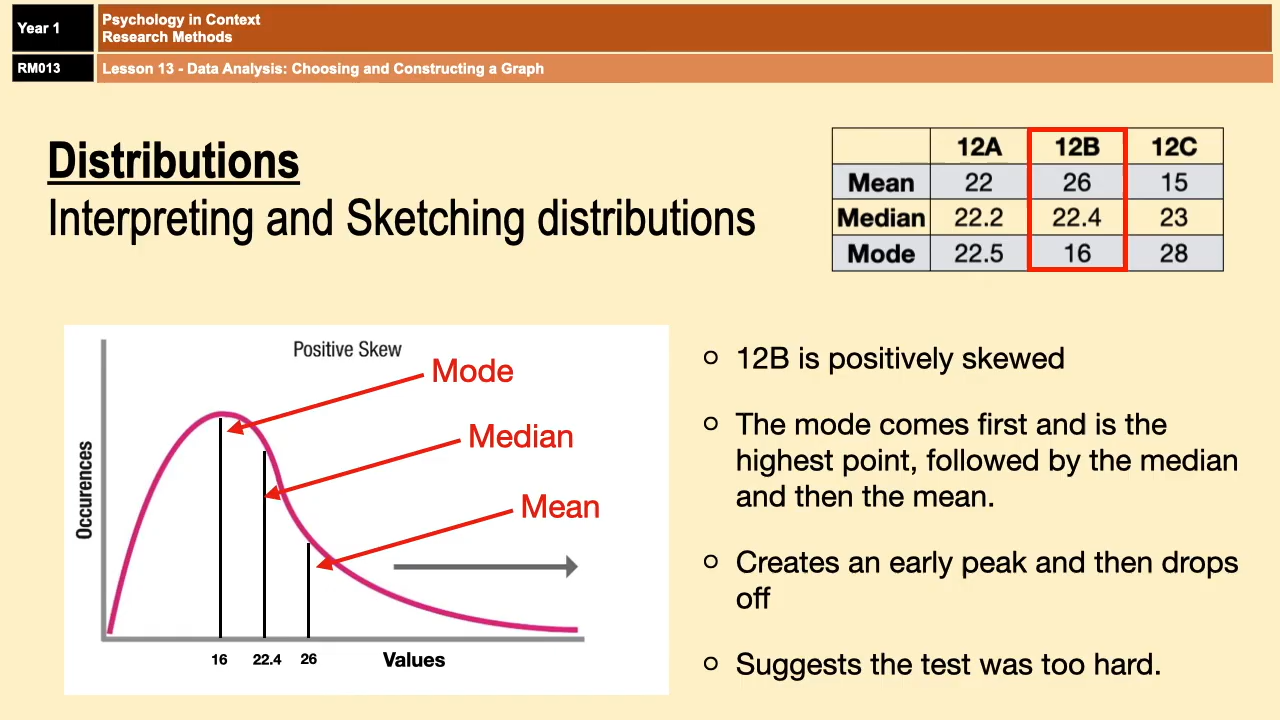 Year 1
Psychology in Context
Research Methods
RM013
Lesson 13 - Data Analysis: Choosing and Constructing a Graph
Distributions
Interpreting and Sketching distributions
12A 12B 12C
Mean 22 26 15
Median 22.2 22.4 23
Mode 22.5 16 28
Positive Skew
Mode
Median
Mean
Occurences
16 22.4 26 Values
12B is positively skewed
The mode comes first and is the
highest point, followed by the median
and then the mean.
Creates an early peak and then drops
off
Suggests the test was too hard.